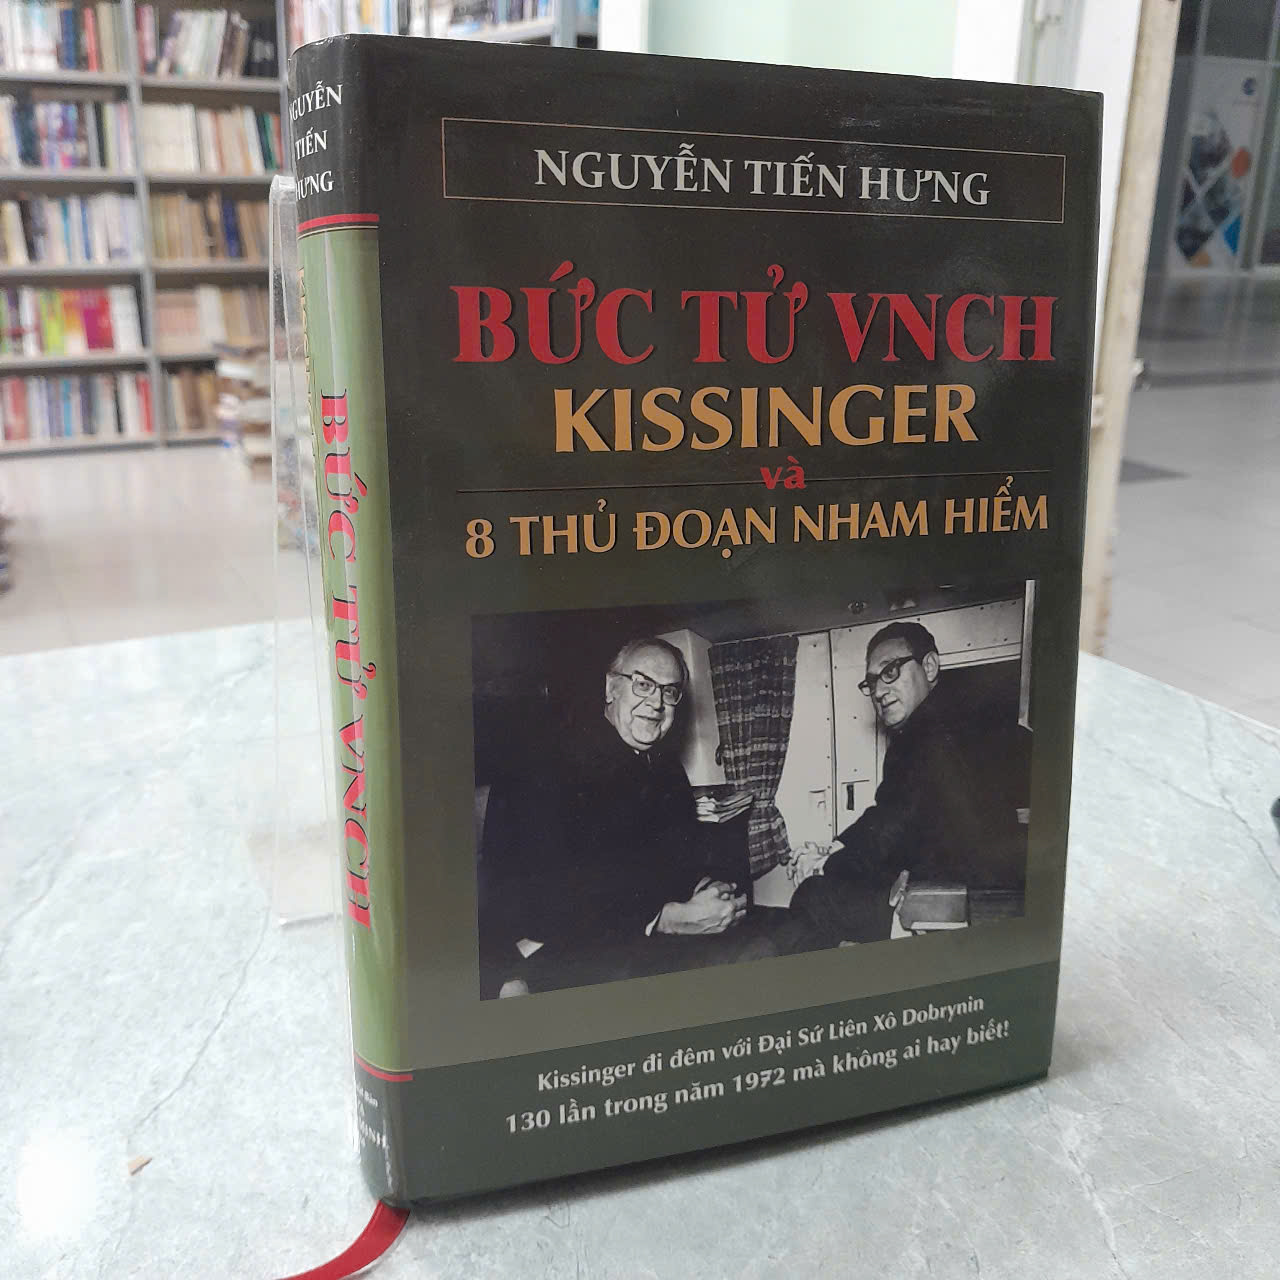 NGUYỄN TIẾN HƯNG
BỨC TỬ VNCH
KISSINGER
và
8 THỦ ĐOẠN NHAM HIỂM
Kissinger đi đêm với Đại Sứ Liên Xô Dobrynin
130 lần trong năm 1972 mà không ai hay biết!
NGUYỄN
TIẾN
HƯNG
BỨC TỬ VNCH